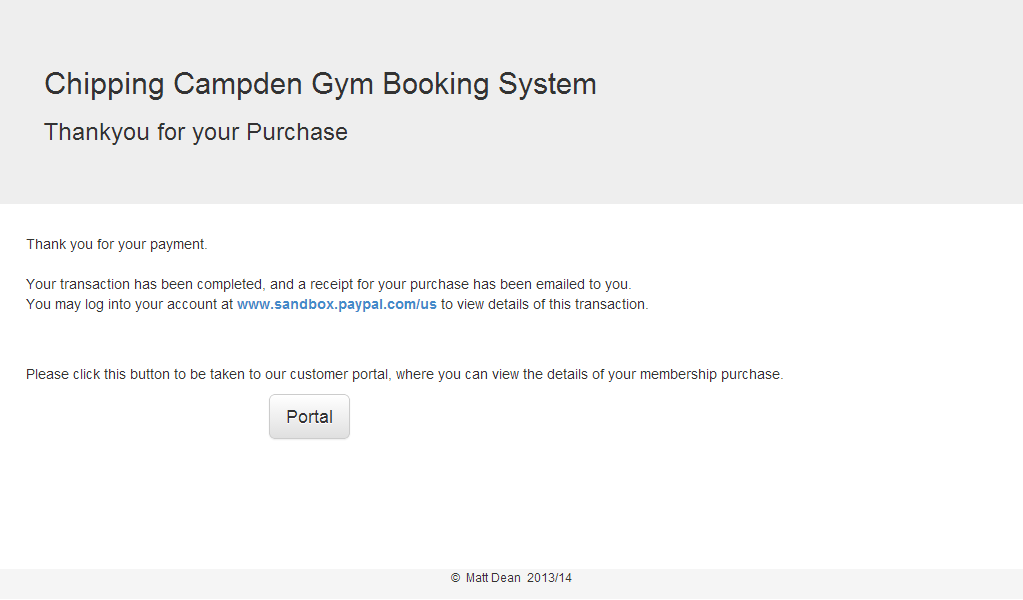 Chipping Campden Gym Booking System
Thankyou for your Purchase
Thank you for your payment.
Your transaction has been completed, and a receipt for your purchase has been emailed to you.
You may log into your account at www.sandbox.paypal.com/us to view details of this transaction.
Please click this button to be taken to our customer portal, where you can view the details of your membership purchase.
Portal
© Matt Dean 2013/14